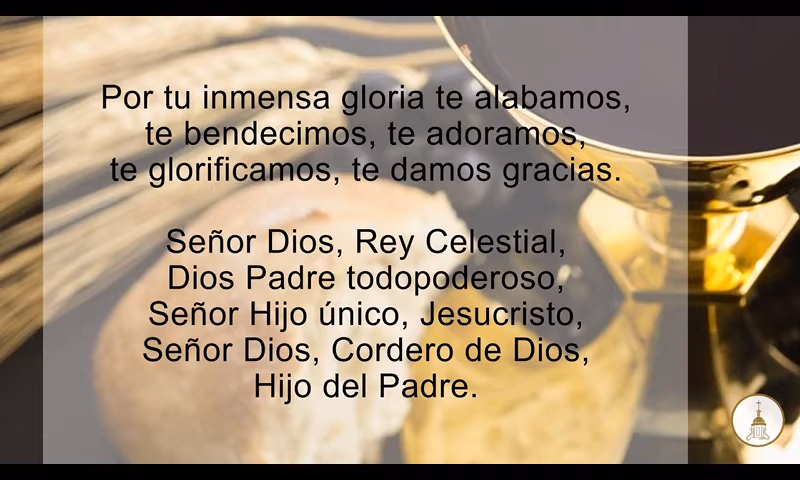 Por tu inmensa gloria te alabamos,
te bendecimos, te adoramos,
te glorificamos, te damos gracias.
Señor Dios, Rey Celestial,
Dios Padre todopoderoso,
Señor Hijo único, Jesucristo,
Señor Dios, Cordero de Dios,
Hijo del Padre.